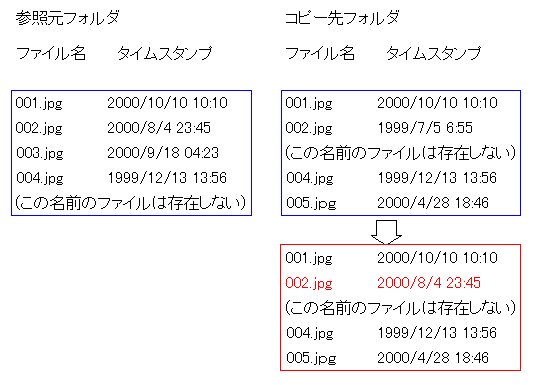 参照元フォルダ
ファイル名 タイムスタンプ
001.jpg 2000/10/10 10:10
002.jpg 2000/8/4 23:45
003.jpg 2000/9/18 04:23
004.jpg 1999/12/13 13:56
(この名前のファイルは存在しない)
コピー先フォルダ
ファイル名 タイムスタンプ
001.jpg 2000/10/10 10:10
002.jpg 1999/7/5 6:55
(この名前のファイルは存在しない)
004.jpg 1999/12/13 13:56
005.jpg 2000/4/28 18:46
001.jpg 2000/10/10 10:10
002.jpg 2000/8/4 23:45
(この名前のファイルは存在しない)
004.jpg 1999/12/13 13:56
005.jpg 2000/4/28 18:46